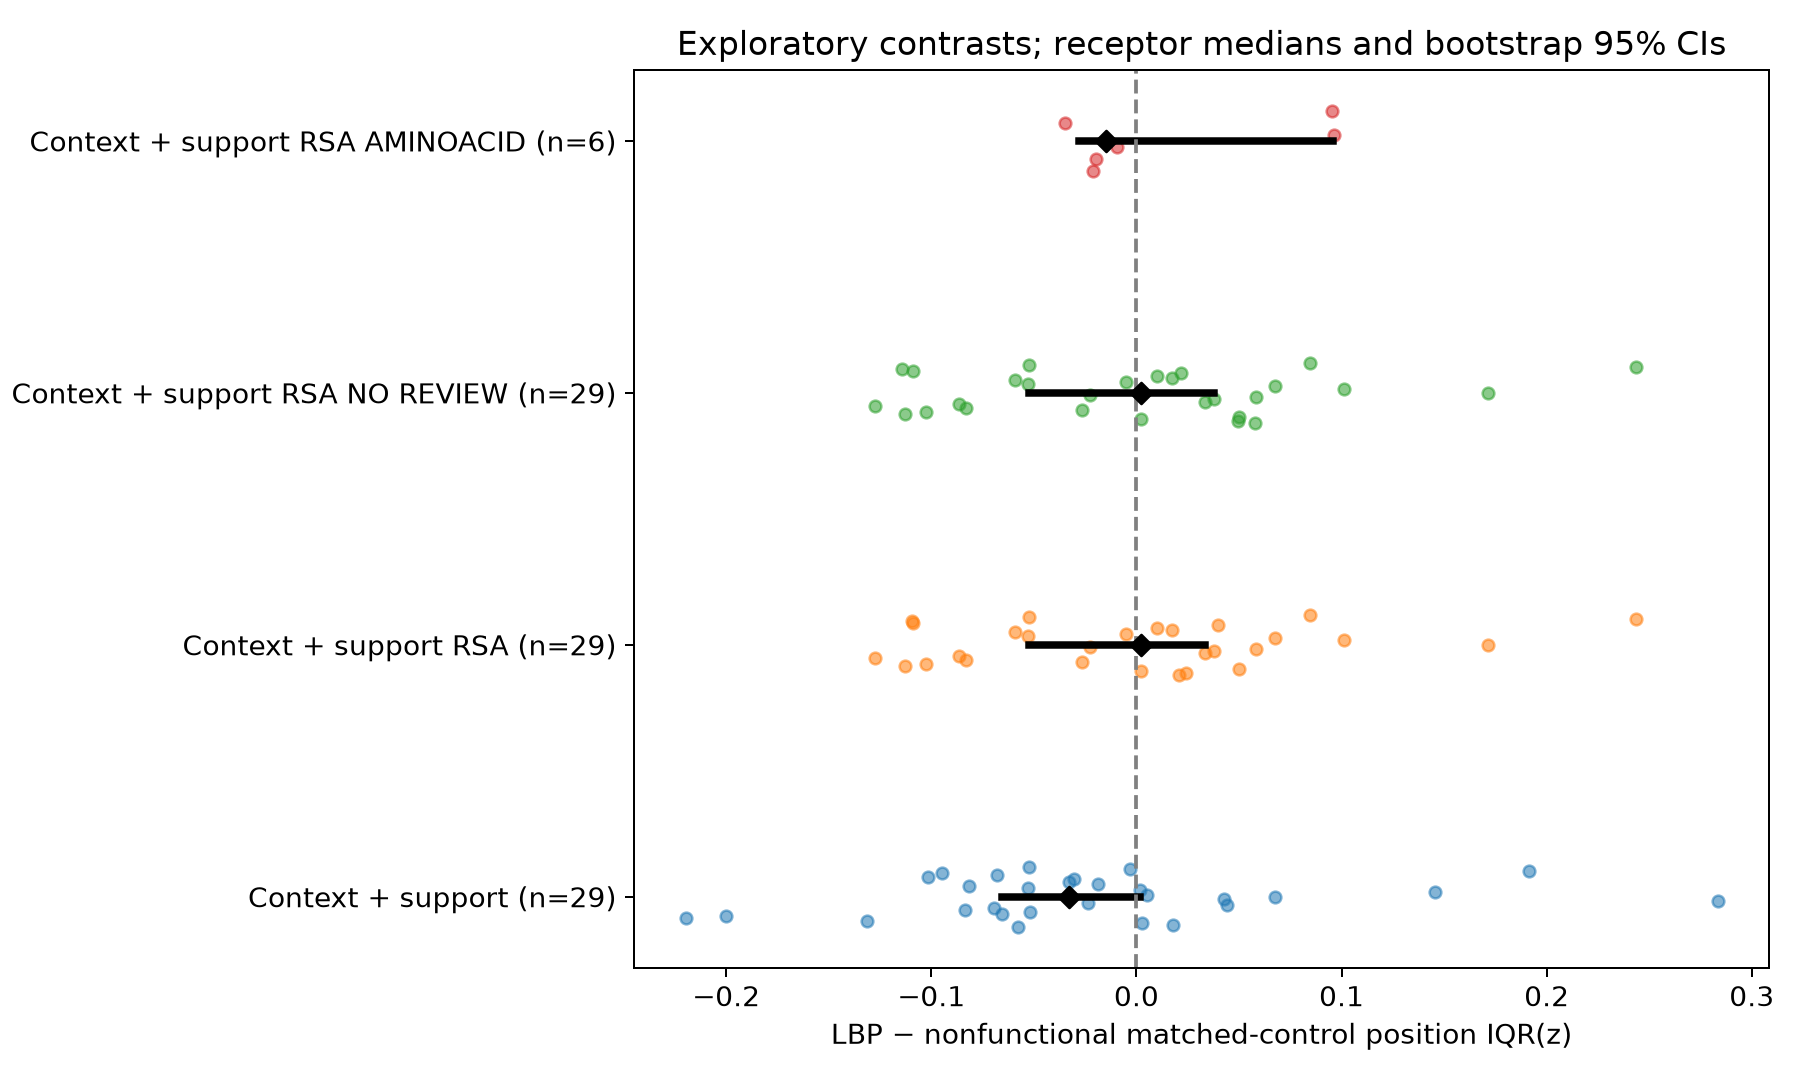 Exploratory contrasts; receptor medians and bootstrap 95% CIs
Context + support RSA AMINOACID (n=6)
Context + support RSA NO REVIEW (n=29)
Context + support RSA (n=29)
Context + support (n=29)
−0.2 −0.1 0.0 0.1 0.2 0.3
LBP − nonfunctional matched-control position IQR(z)